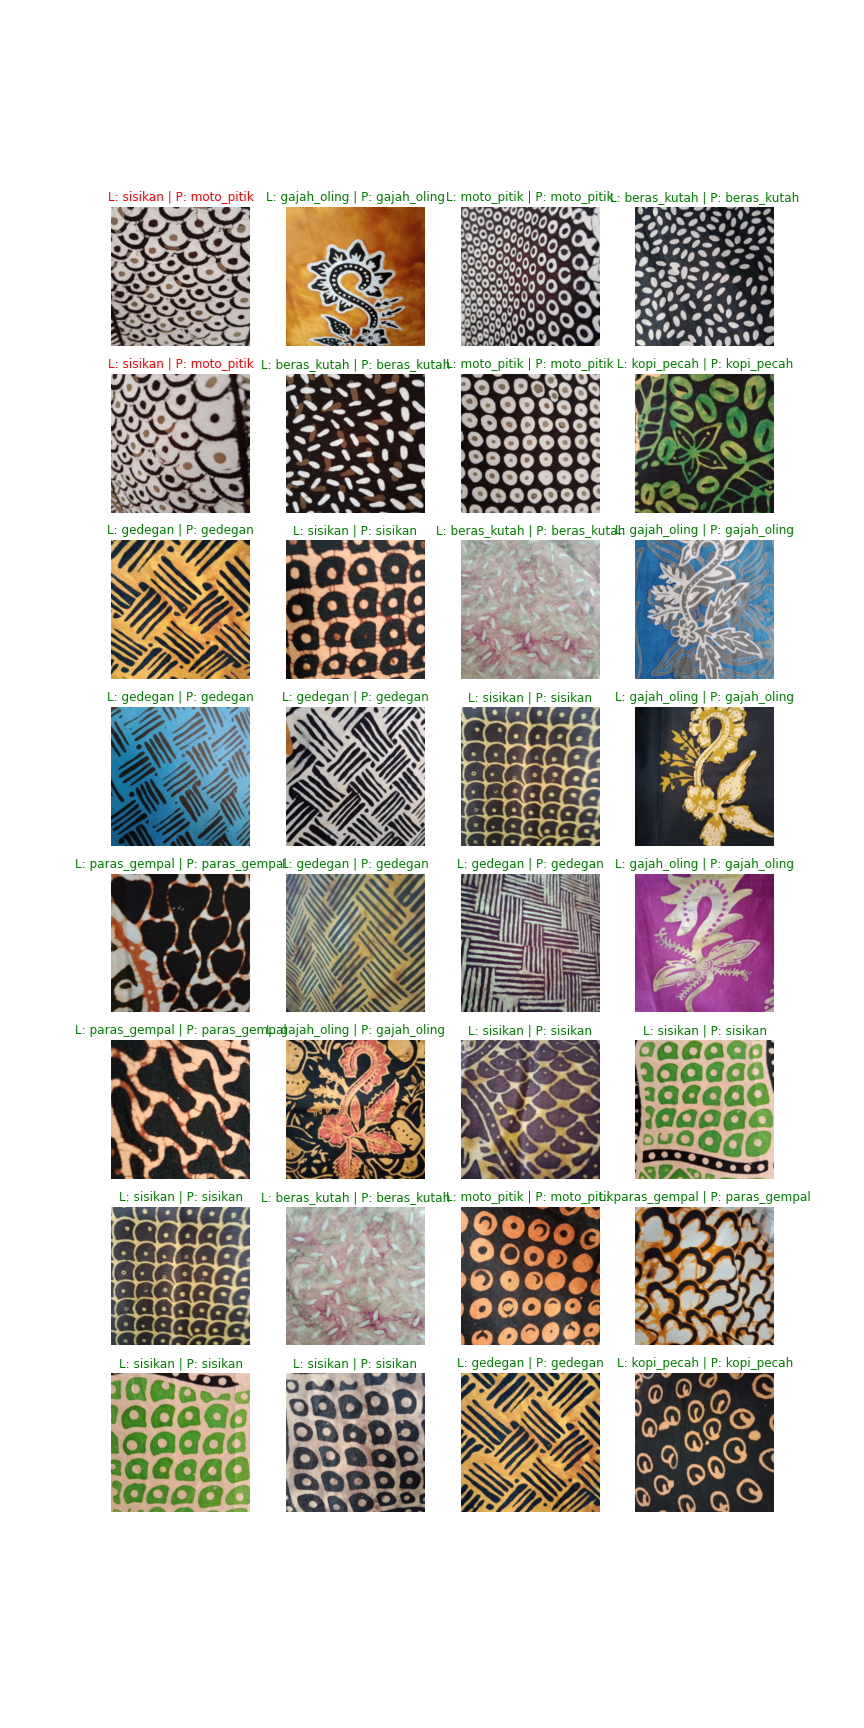 L: sisikan | P: moto_pitik
L: gajah_oling | P: gajah_oling
L: moto_pitik | P: moto_pitik
L: beras_kutah | P: beras_kutah
L: sisikan | P: moto_pitik
L: beras_kutah | P: beras_kutah
L: moto_pitik | P: moto_pitik
L: kopi_pecah | P: kopi_pecah
L: gedegan | P: gedegan
L: sisikan | P: sisikan
L: beras_kutah | P: beras_kutah
L: gajah_oling | P: gajah_oling
L: gedegan | P: gedegan
L: gedegan | P: gedegan
L: sisikan | P: sisikan
L: gajah_oling | P: gajah_oling
L: paras_gempal | P: paras_gempal
L: gedegan | P: gedegan
L: gedegan | P: gedegan
L: gajah_oling | P: gajah_oling
L: paras_gempal | P: paras_gempal
L: gajah_oling | P: gajah_oling
L: sisikan | P: sisikan
L: sisikan | P: sisikan
L: sisikan | P: sisikan
L: beras_kutah | P: beras_kutah
L: moto_pitik | P: moto_pitik
L: paras_gempal | P: paras_gempal
L: sisikan | P: sisikan
L: sisikan | P: sisikan
L: gedegan | P: gedegan
L: kopi_pecah | P: kopi_pecah